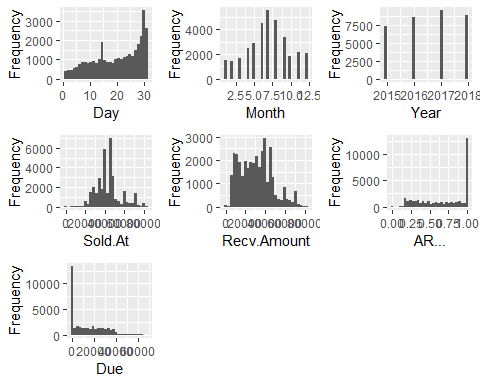 Frequency
3000
2000
1000
0
0 10 20 30
Day
Frequency
4000
2000
0
2.5 5.0 7.5 10.0 12.5
Month
Frequency
7500
5000
2500
0
2015 2016 2017 2018
Year
Frequency
6000
4000
2000
0
Sold.At
Frequency
3000
2000
1000
0
Recv.Amount
Frequency
10000
5000
0
0.00 0.25 0.50 0.75 1.00
AR...
Frequency
10000
5000
0
Due